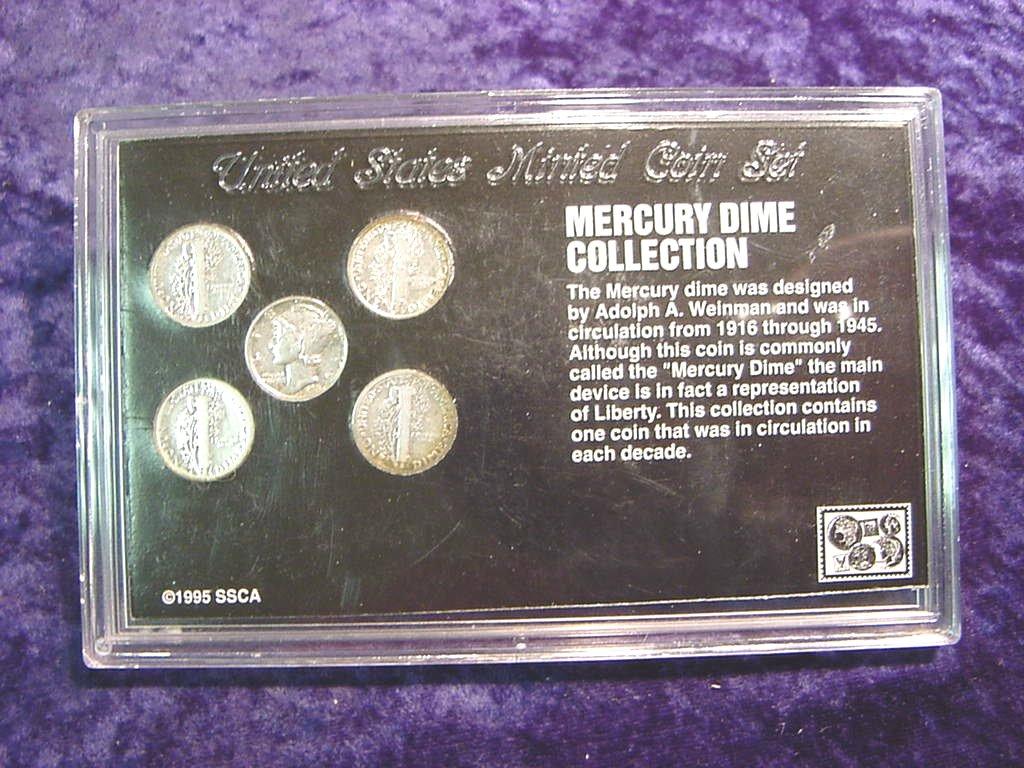 United States Minted Coin Set
MERCURY DIME
COLLECTION
The Mercury dime was designed
by Adolph A. Weinman and was in
circulation from 1916 through 1945.
Although this coin is commonly
called the "Mercury Dime" the main
device is in fact a representation
of Liberty. This collection contains
one coin that was in circulation in
each decade.
©1995 SSCA